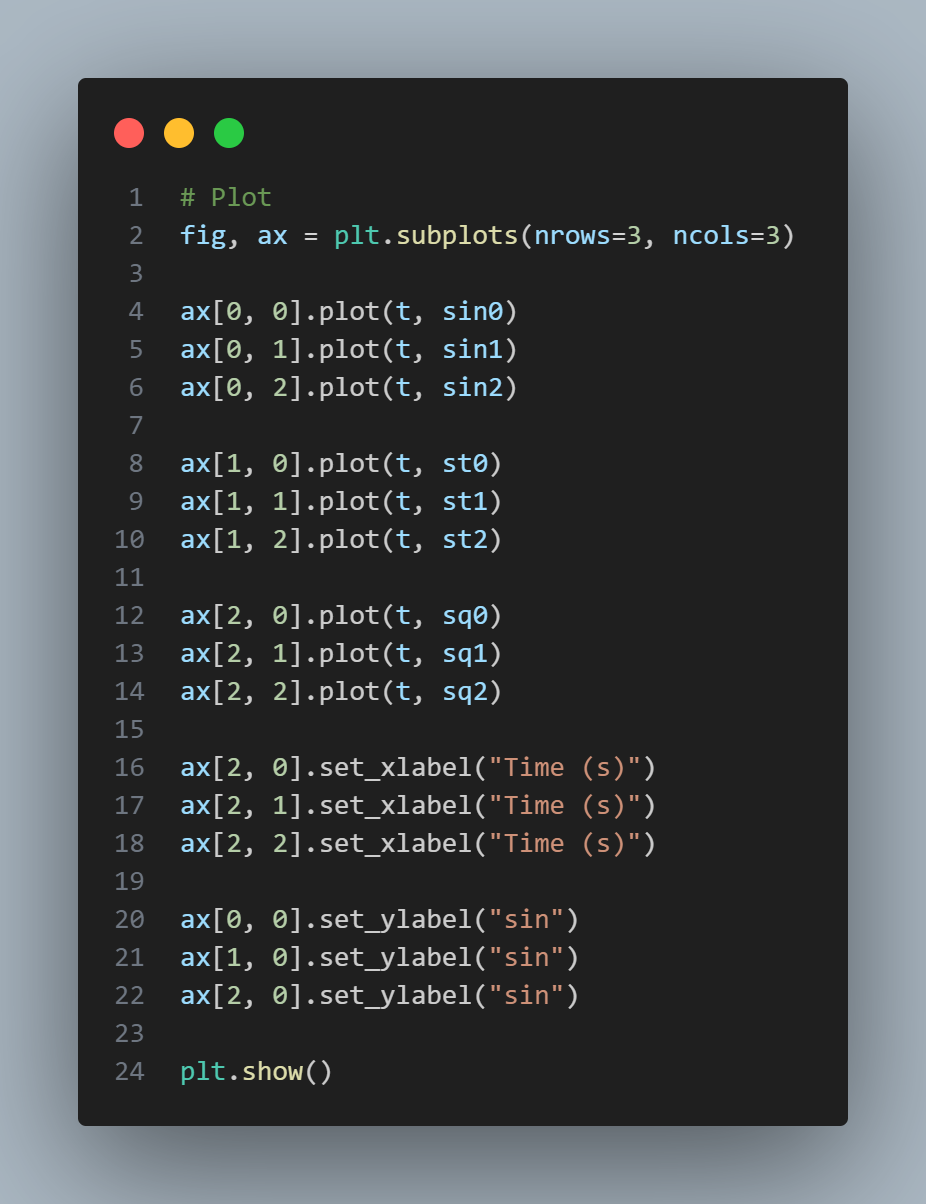 1 # Plot
2 fig, ax = plt.subplots(nrows=3, ncols=3)
3
4 ax[0, 0].plot(t, sin0)
5 ax[0, 1].plot(t, sin1)
6 ax[0, 2].plot(t, sin2)
7
8 ax[1, 0].plot(t, st0)
9 ax[1, 1].plot(t, st1)
10 ax[1, 2].plot(t, st2)
11
12 ax[2, 0].plot(t, sq0)
13 ax[2, 1].plot(t, sq1)
14 ax[2, 2].plot(t, sq2)
15
16 ax[2, 0].set_xlabel("Time (s)")
17 ax[2, 1].set_xlabel("Time (s)")
18 ax[2, 2].set_xlabel("Time (s)")
19
20 ax[0, 0].set_ylabel("sin")
21 ax[1, 0].set_ylabel("sin")
22 ax[2, 0].set_ylabel("sin")
23
24 plt.show()